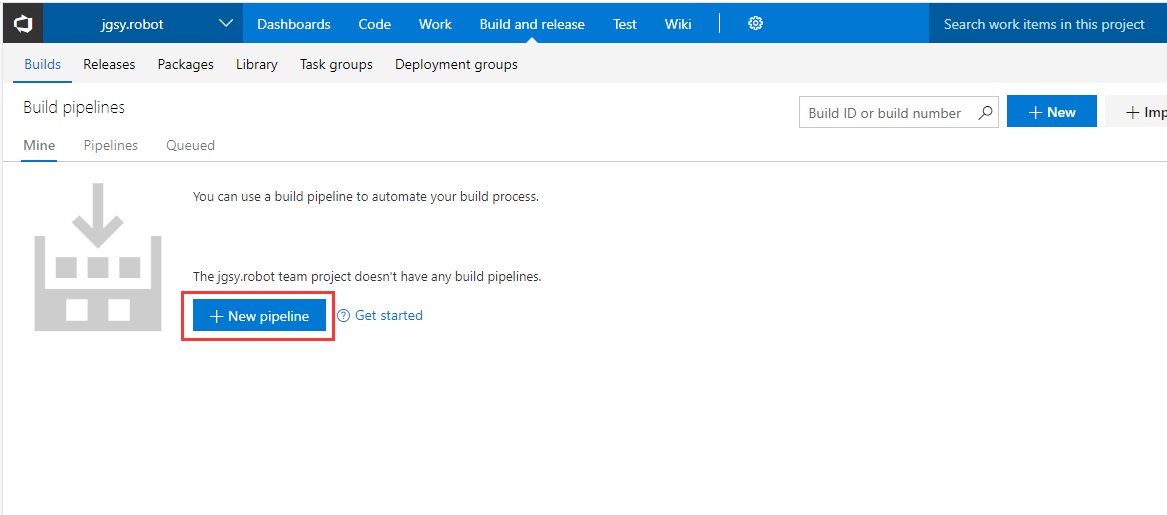 jgsy.robot Dashboards Code Work Build and release Test Wiki Search work items in this project
Builds Releases Packages Library Task groups Deployment groups
Build pipelines
Build ID or build number
New
Imp
Mine Pipelines Queued
You can use a build pipeline to automate your build process.
The jgsy.robot team project doesn't have any build pipelines.
+ New pipeline ? Get started